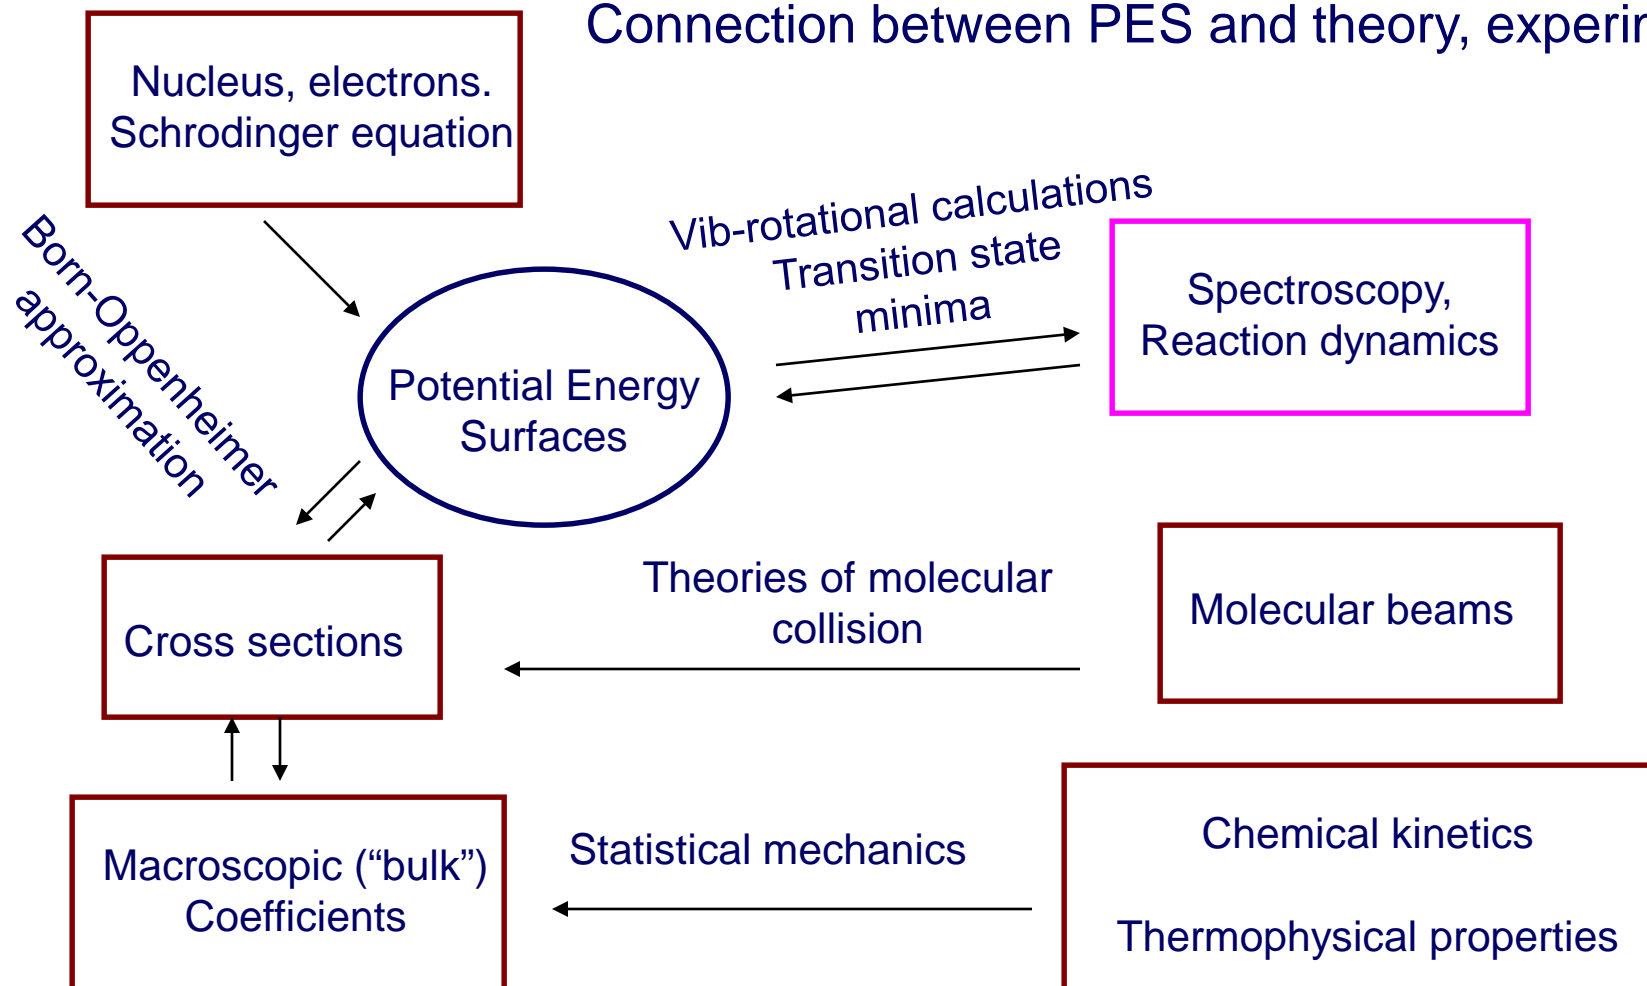 Connection between PES and theory,
Nucleus, electrons.
Schrodinger equation
Born-Oppenheimer
approximation
Vib-rotational calculations
Transition state
minima
Spectroscopy,
Reaction dynamics
Potential Energy
Surfaces
Cross sections
Theories of molecular
collision
Molecular beams
Macroscopic (“bulk”)
Coefficients
Statistical mechanics
Chemical kinetics
Thermophysical properties